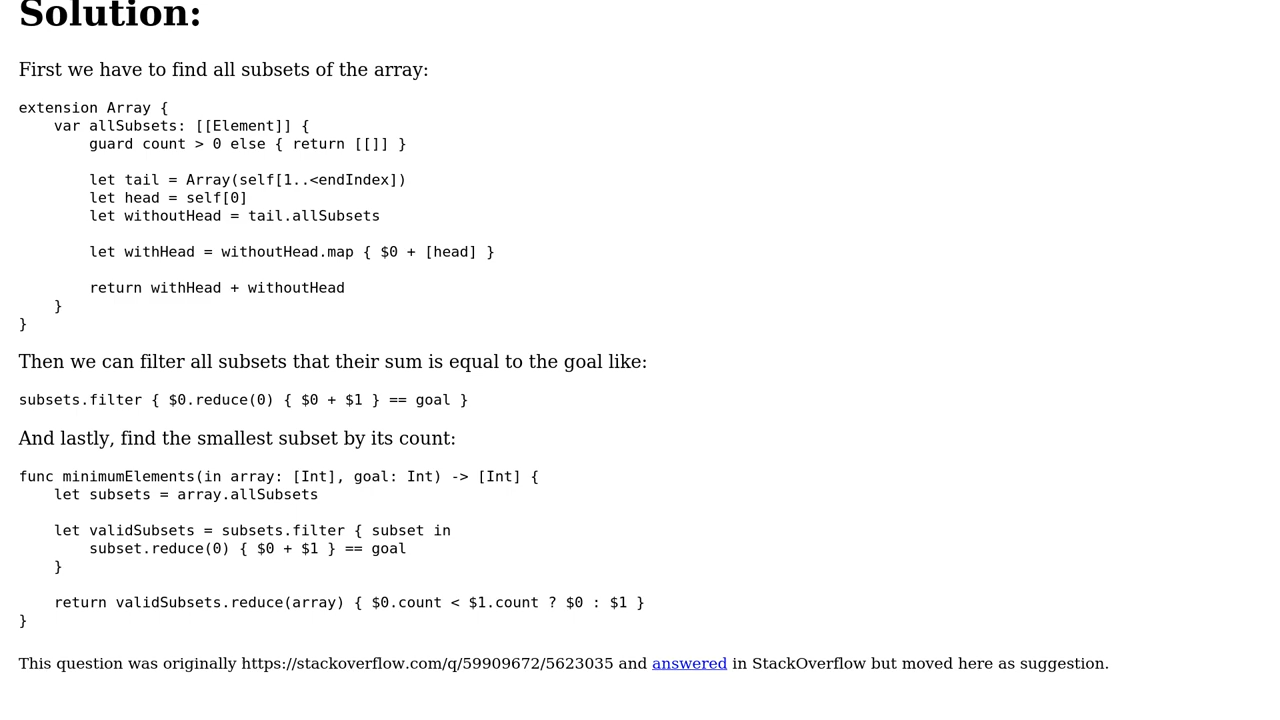 Solution:
First we have to find all subsets of the array:
extension Array {
    var allSubsets: [[Element]] {
        guard count > 0 else { return [[]] }
        let tail = Array(self[1..<endIndex])
        let head = self[0]
        let withoutHead = tail.allSubsets
        let withHead = withoutHead.map { $0 + [head] }
        return withHead + withoutHead
    }
}
Then we can filter all subsets that their sum is equal to the goal like:
subsets.filter { $0.reduce(0) { $0 + $1 } == goal }
And lastly, find the smallest subset by its count:
func minimumElements(in array: [Int], goal: Int) -> [Int] {
    let subsets = array.allSubsets
    let validSubsets = subsets.filter { subset in
        subset.reduce(0) { $0 + $1 } == goal
    }
    return validSubsets.reduce(array) { $0.count < $1.count ? $0 : $1 }
}
This question was originally https://stackoverflow.com/q/59909672/5623035 and answered in StackOverflow but moved here as suggestion.